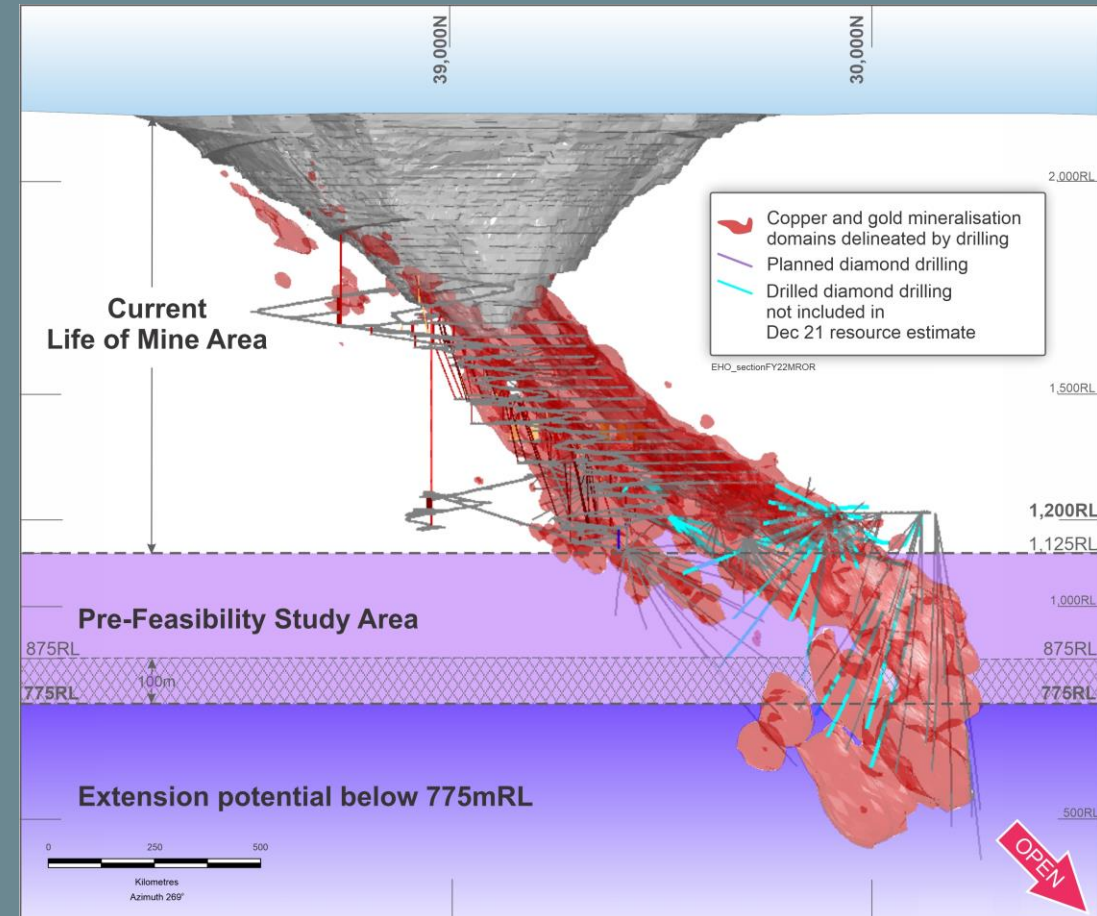 39,000N
30,000N
2,000RL
Copper and gold mineralisation
domains delineated by drilling
Planned diamond drilling
Drilled diamond drilling
not included in
Dec 21 resource estimate
EHO_sectionFY22MROR
Current
Life of Mine Area
1,500RL
1,200RL
1,125RL
Pre-Feasibility Study Area
1,000RL
875RL
875RL
100m
775RL
775RL
Extension potential below 775mRL
500RL
0 250 500
Kilometres
Azimuth 269°
OPEN